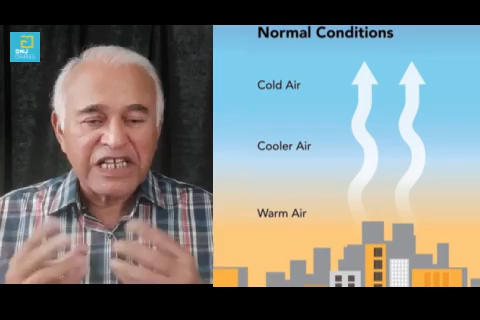 Normal Conditions
Cold Air
Cooler Air
Warm Air